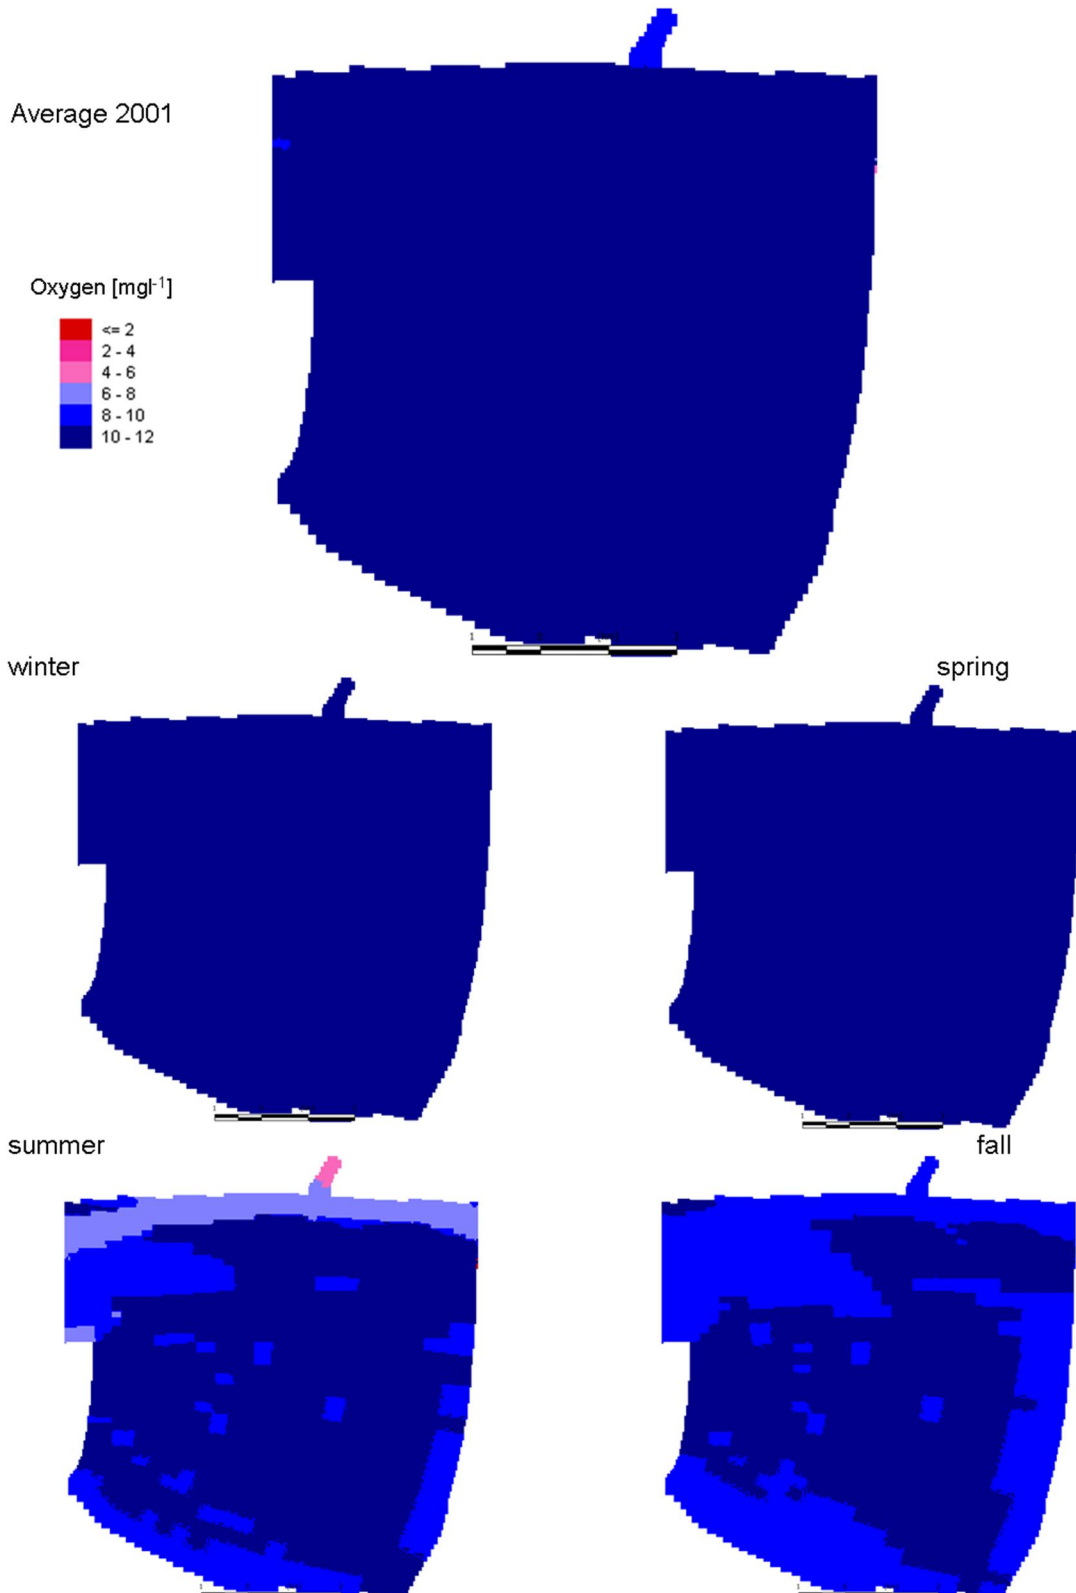 Average 2001
Oxygen [mgl⁻¹]
<= 2
2 - 4
4 - 6
6 - 8
8 - 10
10 - 12
winter
spring
summer
fall